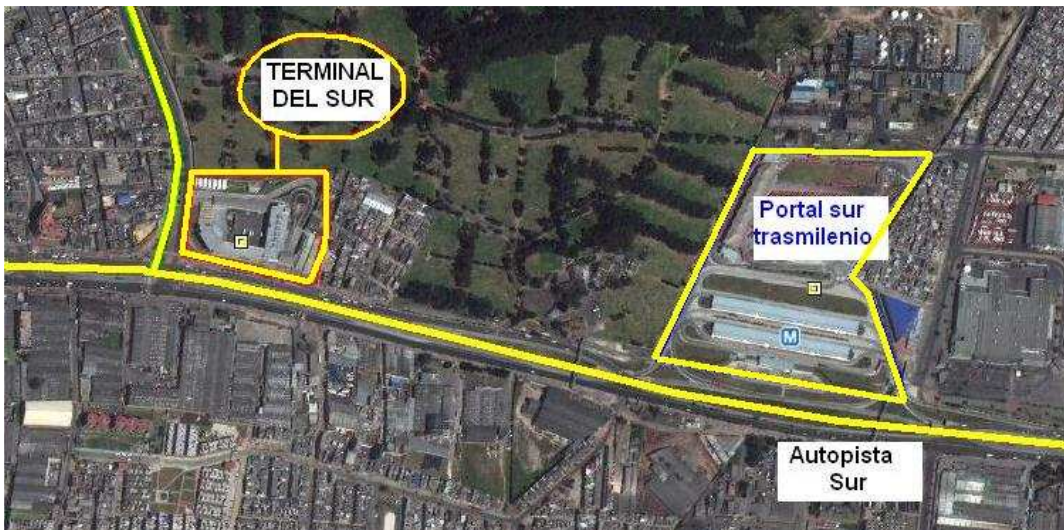 TERMINAL
DEL SUR
Portal sur
trasmilenio
M
Autopista
Sur